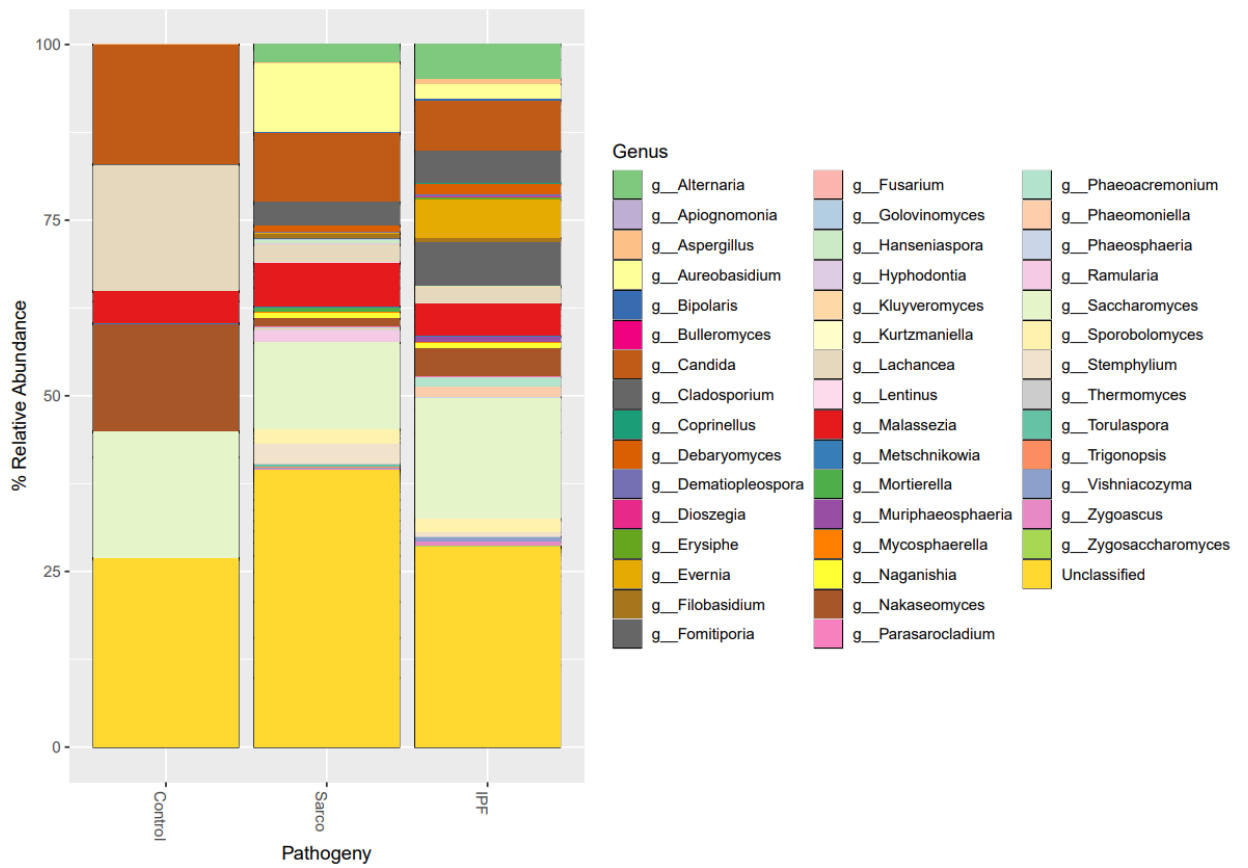 100
75
50
25
0
% Relative Abundance
Control
Sarco
IPF
Pathogeny
Genus
g__Alternaria
g__Apiognomonia
g__Aspergillus
g__Aureobasidium
g__Bipolaris
g__Bulleromyces
g__Candida
g__Cladosporium
g__Coprinellus
g__Debaryomyces
g__Dematiopleospora
g__Dioszegia
g__Erysiphe
g__Evernia
g__Filobasidium
g__Fomitiporia
g__Fusarium
g__Golovinomyces
g__Hanseniaspora
g__Hyphodontia
g__Kluyveromyces
g__Kurtzmaniella
g__Lachancea
g__Lentinus
g__Malassezia
g__Metschnikowia
g__Mortierella
g__Muriphaeosphaeria
g__Mycosphaerella
g__Naganishia
g__Nakaseomyces
g__Parasarocladium
g__Phaeoacremonium
g__Phaeomoniella
g__Phaeosphaeria
g__Ramularia
g__Saccharomyces
g__Sporobolomyces
g__Stemphylium
g__Thermomyces
g__Torulaspora
g__Trigonopsis
g__Vishniacozyma
g__Zygoascus
g__Zygosaccharomyces
Unclassified